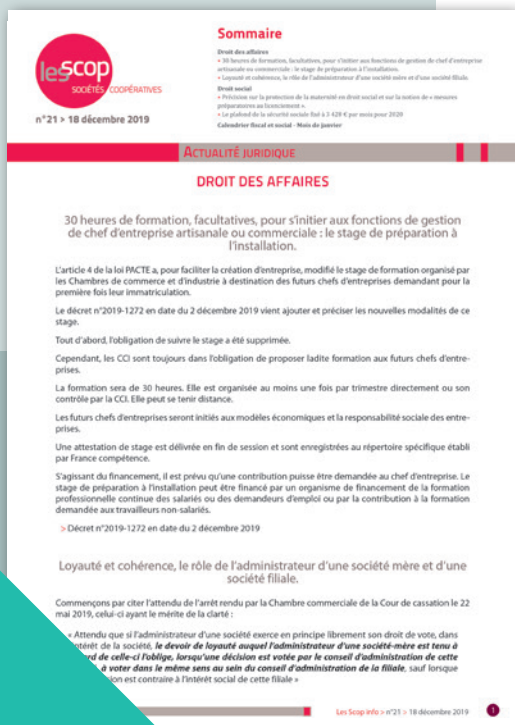 Sommaire
Droit des affaires
• 30 heures de formation, facultatives, pour s'initier aux fonctions de gestion de chef d'entreprise
artisanale ou commerciale : le stage de préparation à l'installation.
• Loyauté et cohérence, le rôle de l'administrateur d'une société mère et d'une société filiale.
Droit social
• Précision sur la protection de la maternité en droit social et sur la notion de « mesures
préparatoires au licenciement ».
• Le plafond de la sécurité sociale fixé à 3 428 € par mois pour 2020
Calendrier fiscal et social - Mois de janvier
les scop
SOCIÉTÉS COOPÉRATIVES
n°21 > 18 décembre 2019
ACTUALITÉ JURIDIQUE
DROIT DES AFFAIRES
30 heures de formation, facultatives, pour s'initier aux fonctions de gestion
de chef d'entreprise artisanale ou commerciale : le stage de préparation à
l'installation.
L'article 4 de la loi PACTE a, pour faciliter la création d'entreprise, modifié le stage de formation organisé par
les Chambres de commerce et d'industrie à destination des futurs chefs d'entreprises demandant pour la
première fois leur immatriculation.
Le décret n°2019-1272 en date du 2 décembre 2019 vient ajouter et préciser les nouvelles modalités de ce
stage.
Tout d'abord, l'obligation de suivre le stage a été supprimée.
Cependant, les CCI sont toujours dans l'obligation de proposer ladite formation aux futurs chefs d'entre-
prises.
La formation sera de 30 heures. Elle est organisée au moins une fois par trimestre directement ou son
contrôle par la CCI. Elle peut se tenir distance.
Les futurs chefs d'entreprises seront initiés aux modèles économiques et la responsabilité sociale des entre-
prises.
Une attestation de stage est délivrée en fin de session et sont enregistrées au répertoire spécifique établi
par France compétence.
S'agissant du financement, il est prévu qu'une contribution puisse être demandée au chef d'entreprise. Le
stage de préparation à l'installation peut être financé par un organisme de financement de la formation
professionnelle continue des salariés ou des demandeurs d'emploi ou par la contribution à la formation
demandée aux travailleurs non-salariés.
> Décret n°2019-1272 en date du 2 décembre 2019
Loyauté et cohérence, le rôle de l'administrateur d'une société mère et d'une
société filiale.
Commençons par citer l'attendu de l'arrêt rendu par la Chambre commerciale de la Cour de cassation le 22
mai 2019, celui-ci ayant le mérite de la clarté :
« Attendu que si l'administrateur d'une société exerce en principe librement son droit de vote, dans
intérêt de la société, le devoir de loyauté auquel l'administrateur d'une société-mère est tenu à
de celle-ci l'oblige, lorsqu'une décision est votée par le conseil d'administration de cette
à voter dans le même sens au sein du conseil d'administration de la filiale, sauf lorsque
est contraire à l'intérêt social de cette filiale »
Les Scop info > n°21 > 18 décembre 2019
1